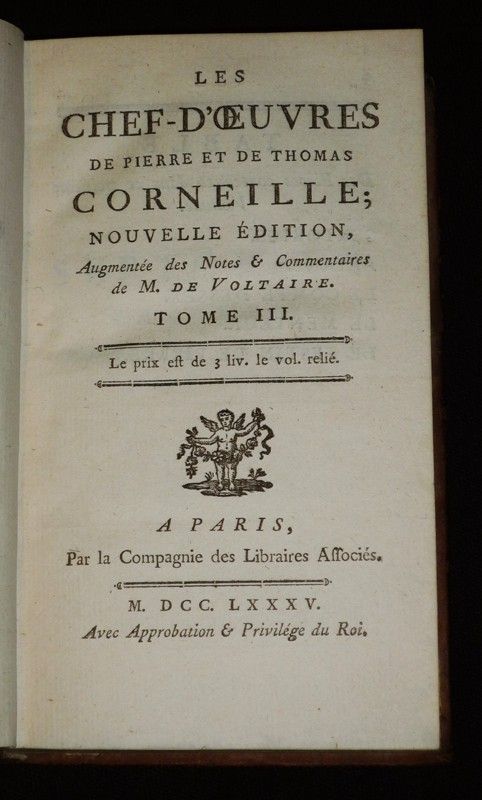 LES
CHEF-D'ŒUVRES
DE PIERRE ET DE THOMAS
CORNEILLE;
NOUVELLE ÉDITION,
Augmentée des Notes & Commentaires
de M. DE VOLTAIRE.
TOME III.
Le prix eſt de 3 liv. le vol. relié.
A PARIS,
Par la Compagnie des Libraires Aſſociés.
M. DCC. LXXXV.
Avec Approbation & Privilége du Roi.